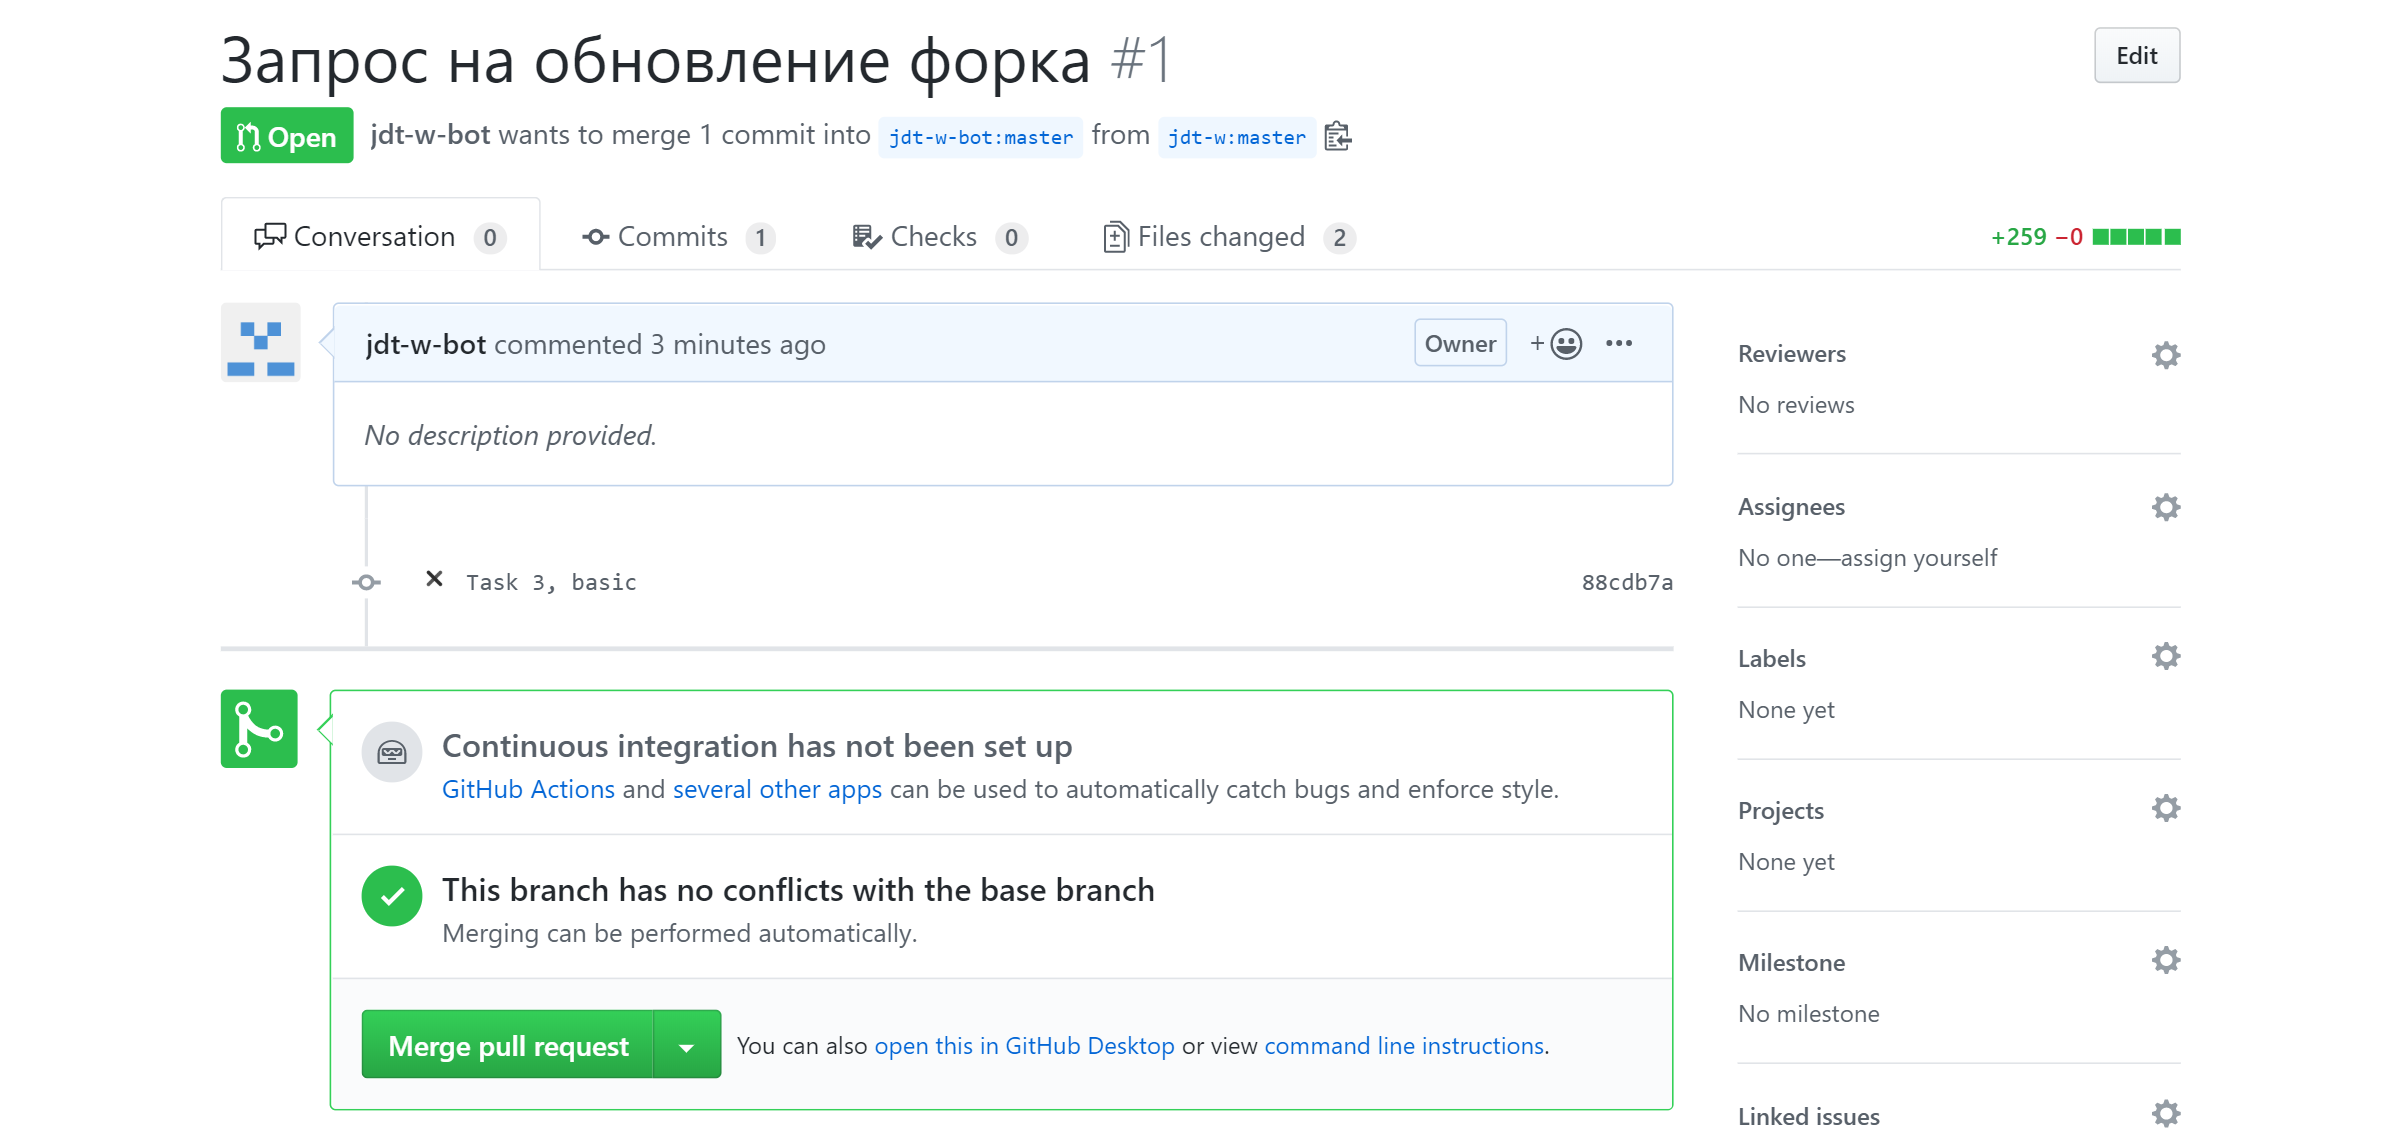 Запрос на обновление форка #1
Edit
Open
jdt-w-bot wants to merge 1 commit into jdt-w-bot:master from jdt-w:master
Conversation 0
Commits 1
Checks 0
Files changed 2
+259 −0
jdt-w-bot commented 3 minutes ago
Owner
No description provided.
Task 3, basic
88cdb7a
Continuous integration has not been set up
GitHub Actions and several other apps can be used to automatically catch bugs and enforce style.
This branch has no conflicts with the base branch
Merging can be performed automatically.
Merge pull request
You can also open this in GitHub Desktop or view command line instructions.
Reviewers
No reviews
Assignees
No one—assign yourself
Labels
None yet
Projects
None yet
Milestone
No milestone
Linked issues